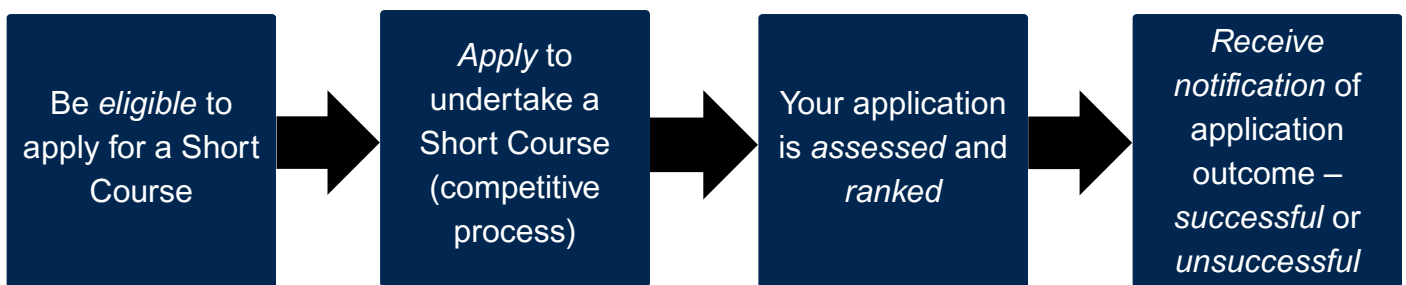 Be eligible to
apply for a Short
Course
Apply to
undertake a
Short Course
(competitive
process)
Your application
is assessed and
ranked
Receive
notification of
application
outcome –
successful or
unsuccessful